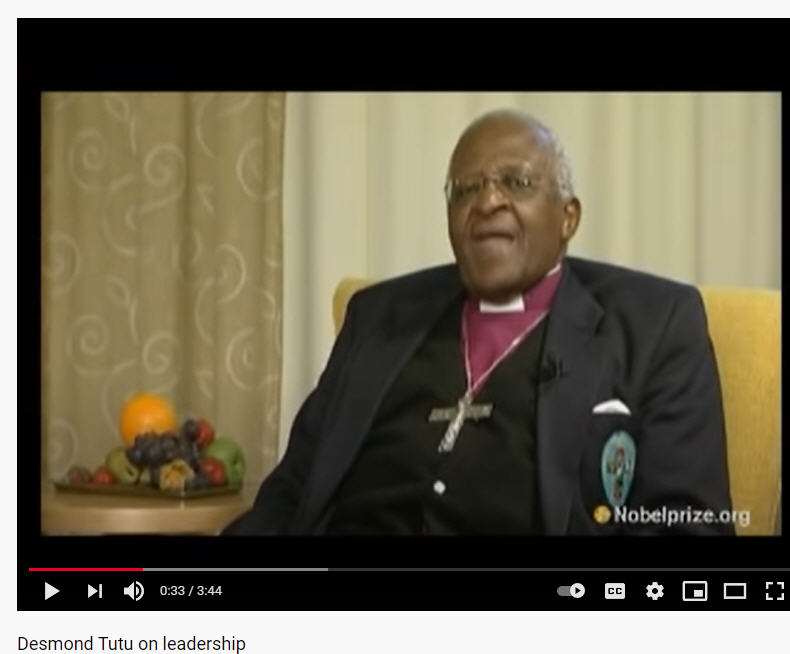 Nobelprize.org
0:33 / 3:44
CC
Desmond Tutu on leadership